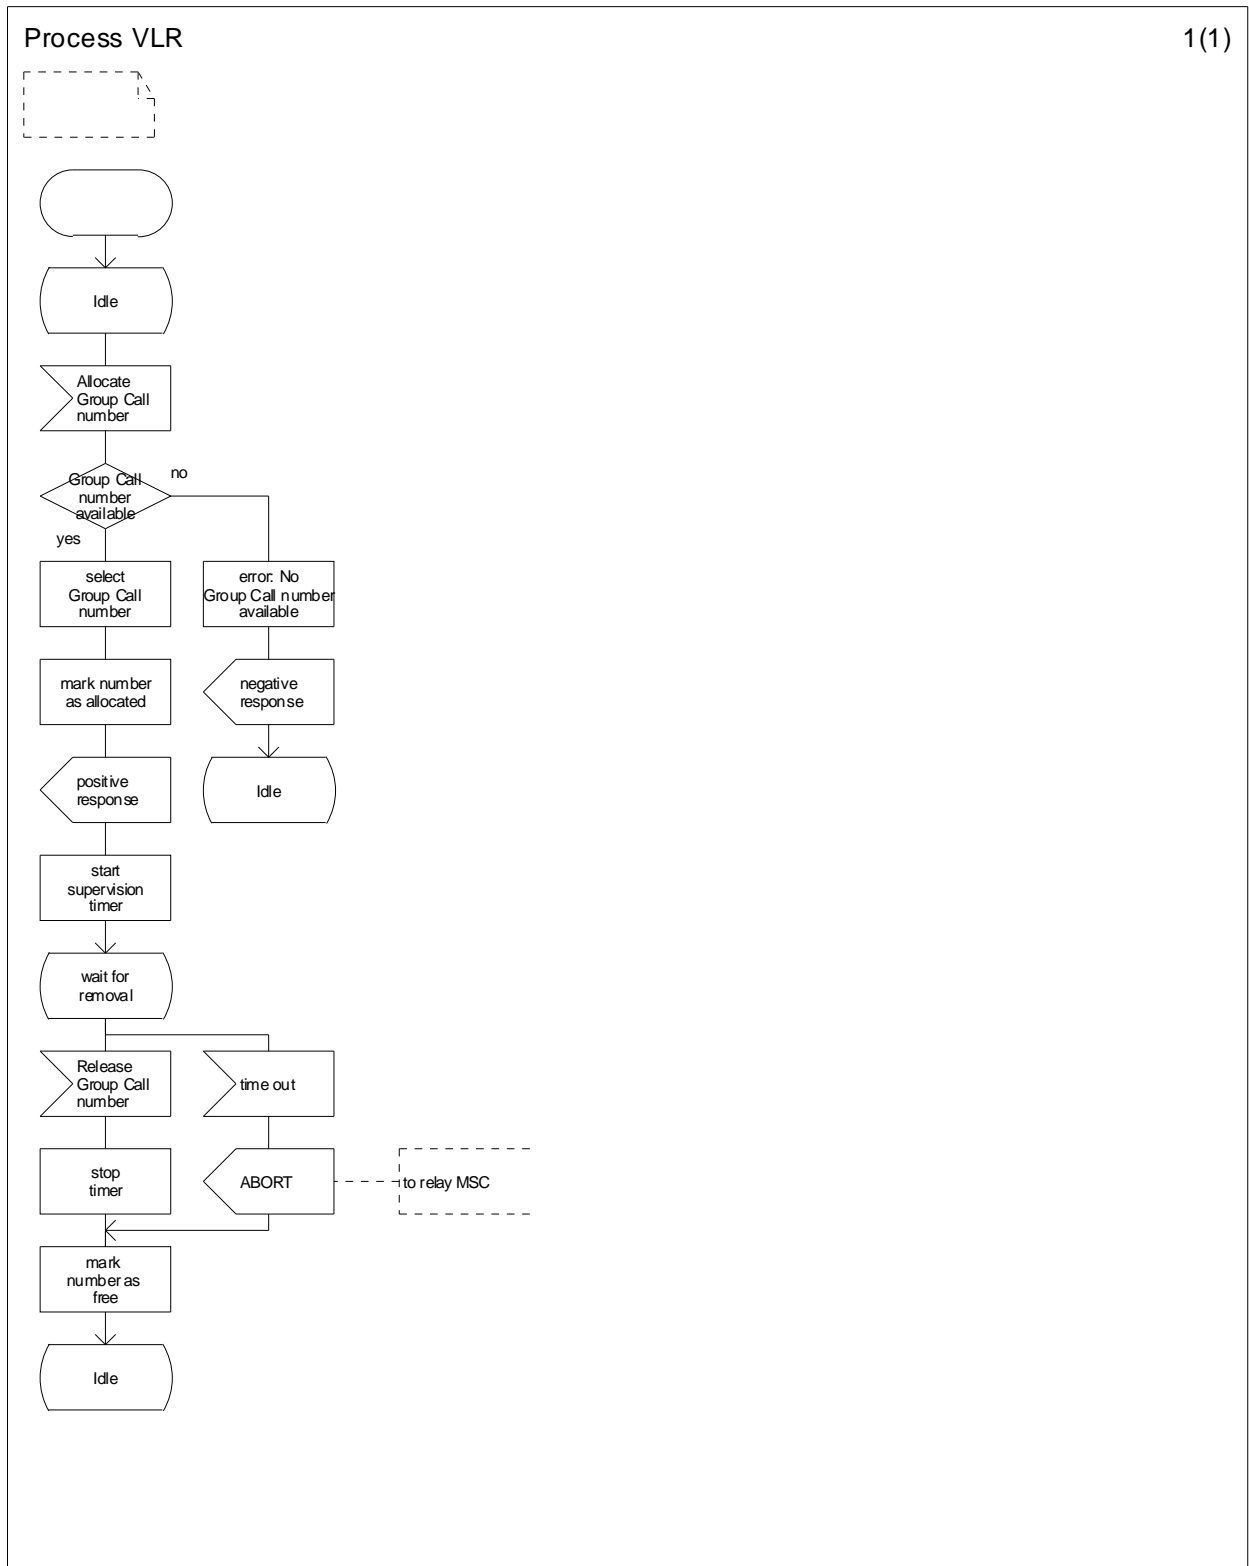 Process VLR
1(1)
Idle
Allocate
Group Call
number
Group Call
number
available
no
yes
select
Group Call
number
error: No
Group Call number
available
mark number
as allocated
negative
response
positive
response
Idle
start
supervision
timer
wait for
removal
Release
Group Call
number
time out
stop
timer
ABORT
to relay MSC
mark
number as
free
Idle